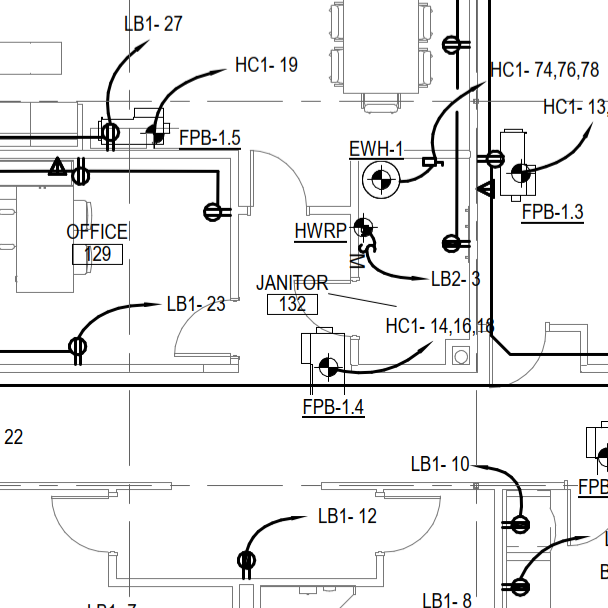 LB1- 27
HC1- 19
HC1- 74,76,78
HC1- 13,
FPB-1.5
EWH-1
FPB-1.3
OFFICE
129
HWRP
M
LB2- 3
JANITOR
132
LB1- 23
HC1- 14,16,18
FPB-1.4
22
LB1- 10
FPB
LB1- 12
L
B
LB1- 8
LB1- 7